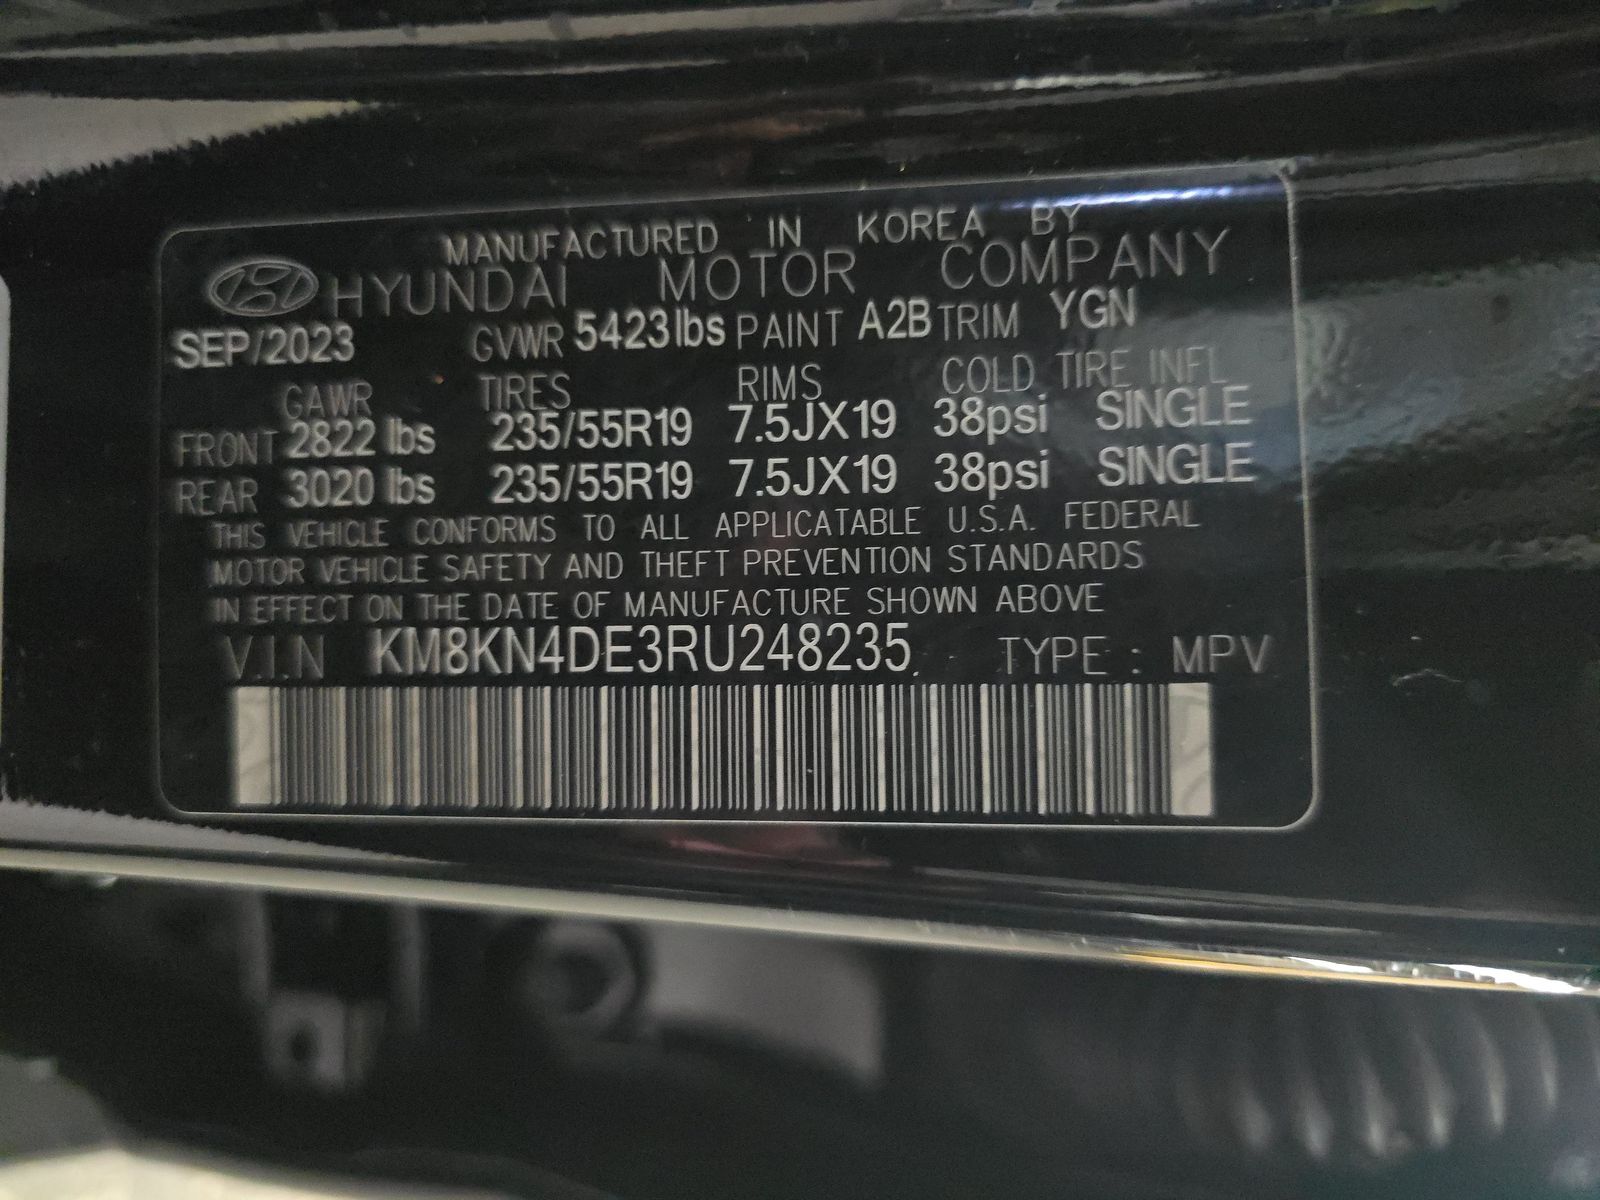 MANUFACTURED IN KOREA BY
HYUNDAI MOTOR COMPANY
SEP/2023 GVWR 5423lbs PAINT A2B TRIM YGN
GAWR TIRES RIMS COLD TIRE INFL
FRONT 2822 lbs 235/55R19 7.5JX19 38psi SINGLE
REAR 3020 lbs 235/55R19 7.5JX19 38psi SINGLE
THIS VEHICLE CONFORMS TO ALL APPLICATABLE U.S.A. FEDERAL
MOTOR VEHICLE SAFETY AND THEFT PREVENTION STANDARDS
IN EFFECT ON THE DATE OF MANUFACTURE SHOWN ABOVE
V.I.N KM8KN4DE3RU248235 TYPE : MPV